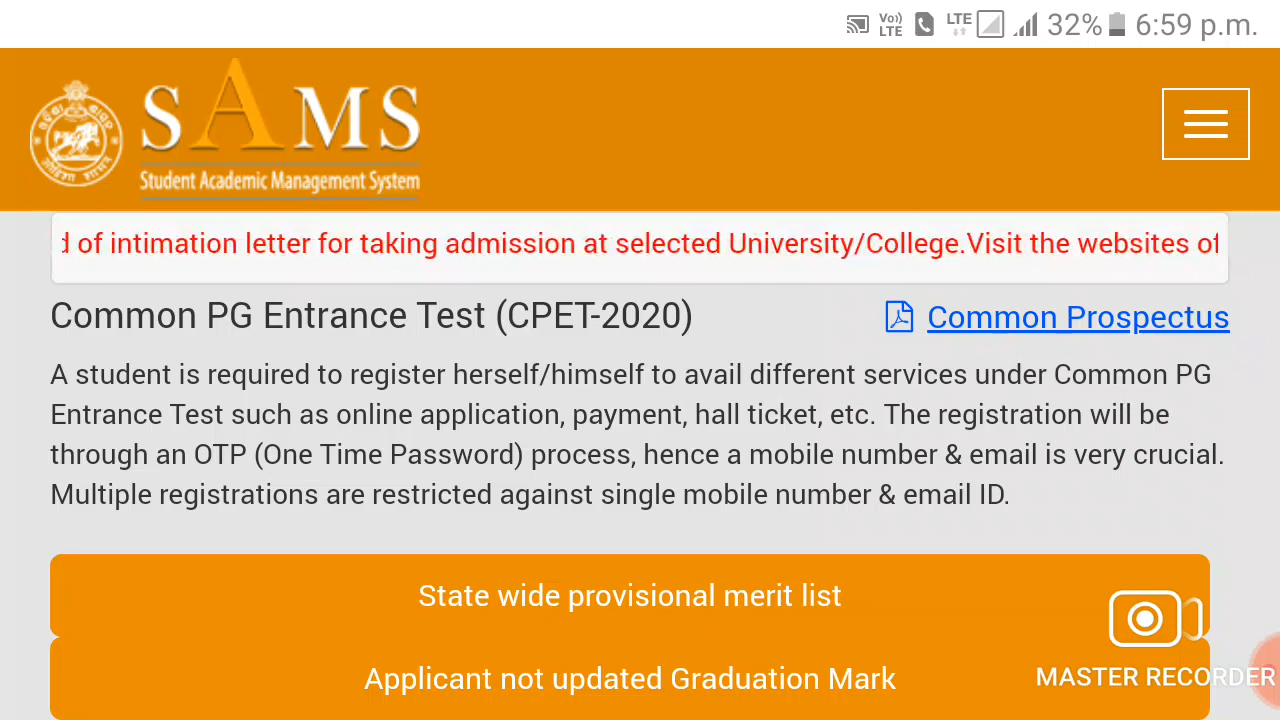 Vo))
LTE
LTE
32%
6:59 p.m.
SAMS
Student Academic Management System
of intimation letter for taking admission at selected University/College.Visit the websites of
Common PG Entrance Test (CPET-2020)
Common Prospectus
A student is required to register herself/himself to avail different services under Common PG
Entrance Test such as online application, payment, hall ticket, etc. The registration will be
through an OTP (One Time Password) process, hence a mobile number & email is very crucial.
Multiple registrations are restricted against single mobile number & email ID.
State wide provisional merit list
Applicant not updated Graduation Mark
MASTER RECORDER